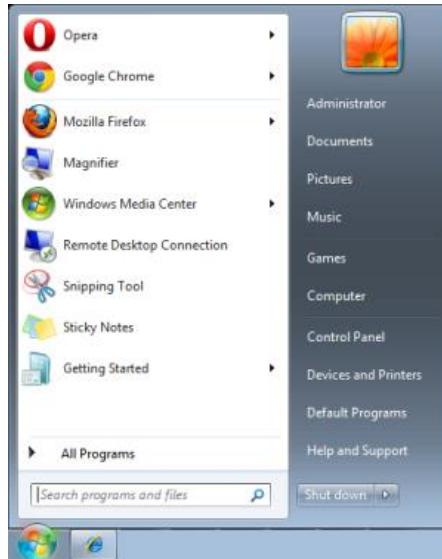 Opera
Google Chrome
Mozilla Firefox
Magnifier
Windows Media Center
Remote Desktop Connection
Snipping Tool
Sticky Notes
Getting Started
All Programs
Search programs and files
Administrator
Documents
Pictures
Music
Games
Computer
Control Panel
Devices and Printers
Default Programs
Help and Support
Shut down